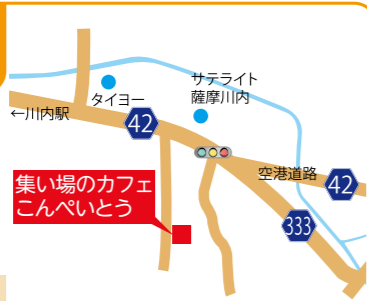 サテライト
薩摩川内
タイヨー
←川内駅
42
空港道路
42
集い場のカフェ
こんぺいとう
333